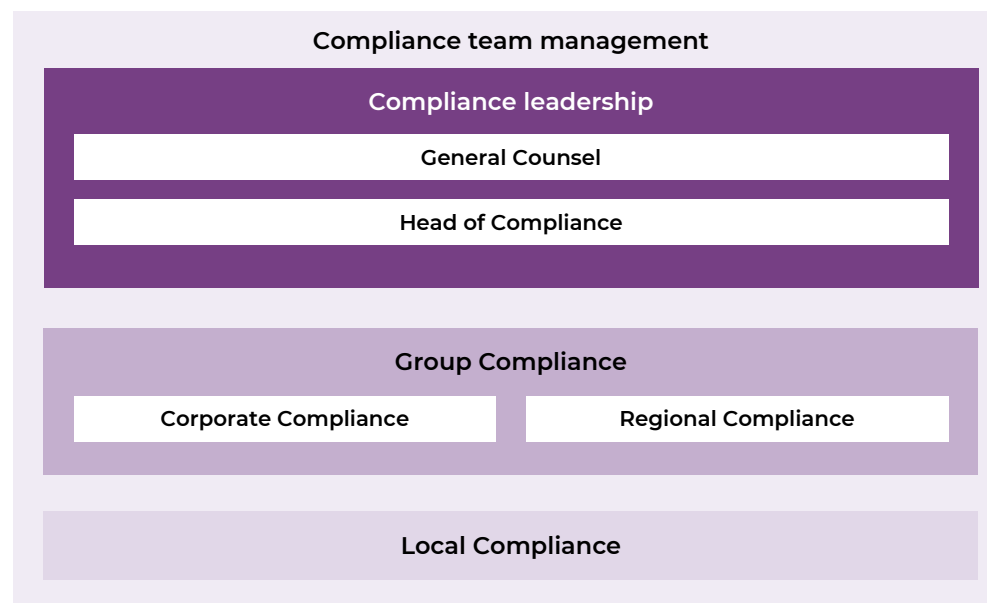 Compliance team management
Compliance leadership
General Counsel
Head of Compliance
Group Compliance
Corporate Compliance
Regional Compliance
Local Compliance